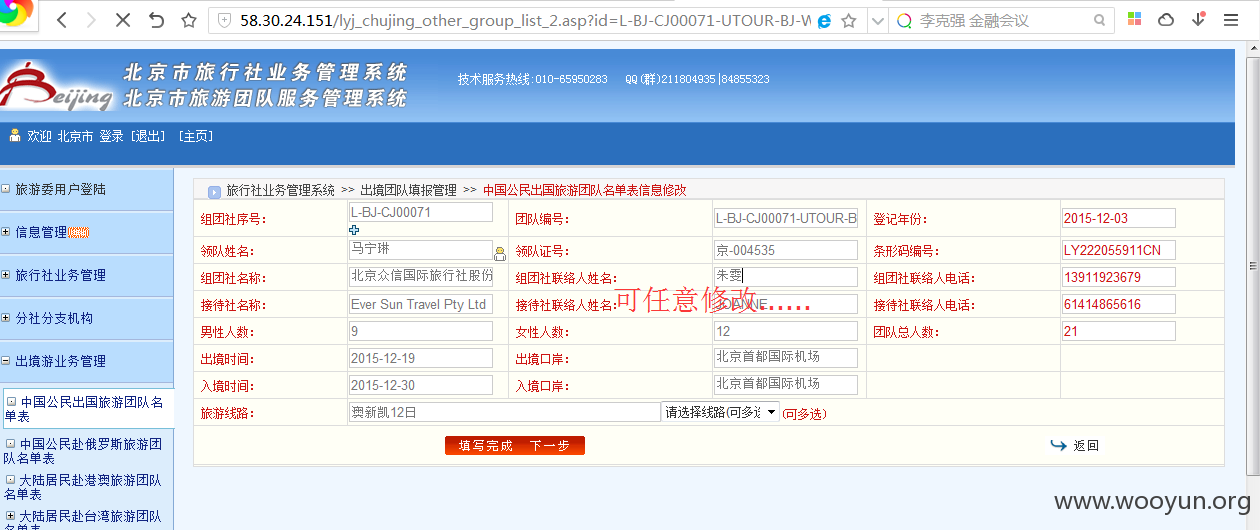 58.30.24.151/lyj_chujing_other_group_list_2.asp?id=L-BJ-CJ00071-UTOUR-BJ-W
李克强 金融会议
Beijing
北京市旅行社业务管理系统
北京市旅游团队服务管理系统
技术服务热线:010-65950283 QQ(群)211804935|84855323
欢迎 北京市 登录 [退出] [主页]
旅游委用户登陆
信息管理
旅行社业务管理
分社分支机构
出境游业务管理
中国公民出国旅游团队名单表
中国公民赴俄罗斯旅游团队名单表
大陆居民赴港澳旅游团队名单表
大陆居民赴台湾旅游团队名单表
旅行社业务管理系统 >> 出境团队填报管理 >> 中国公民出国旅游团队名单表信息修改
组团社序号: L-BJ-CJ00071 团队编号: L-BJ-CJ00071-UTOUR-B 登记年份: 2015-12-03
领队姓名: 马宁琳 领队证号: 京-004535 条形码编号: LY222055911CN
组团社名称: 北京众信国际旅行社股份 组团社联络人姓名: 朱雯 组团社联络人电话: 13911923679
接待社名称: Ever Sun Travel Pty Ltd 接待社联络人姓名: JOANNE 接待社联络人电话: 61414865616
可任意修改......
男性人数: 9 女性人数: 12 团队总人数: 21
出境时间: 2015-12-19 出境口岸: 北京首都国际机场
入境时间: 2015-12-30 入境口岸: 北京首都国际机场
旅游线路: 澳新凯12日 请选择线路(可多选 (可多选)
填写完成 下一步 返回
www.wooyun.org